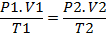 P1.V1 / T1 = P2.V2 / T2